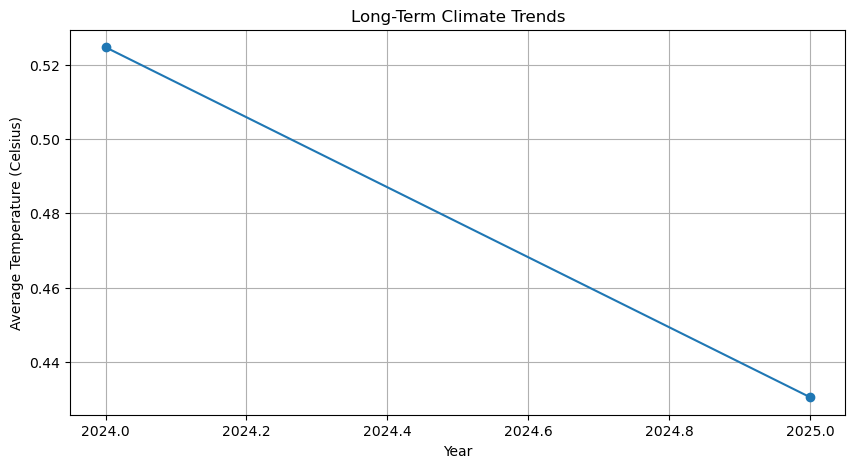 Long-Term Climate Trends
Average Temperature (Celsius)
0.52
0.50
0.48
0.46
0.44
2024.0 2024.2 2024.4 2024.6 2024.8 2025.0
Year